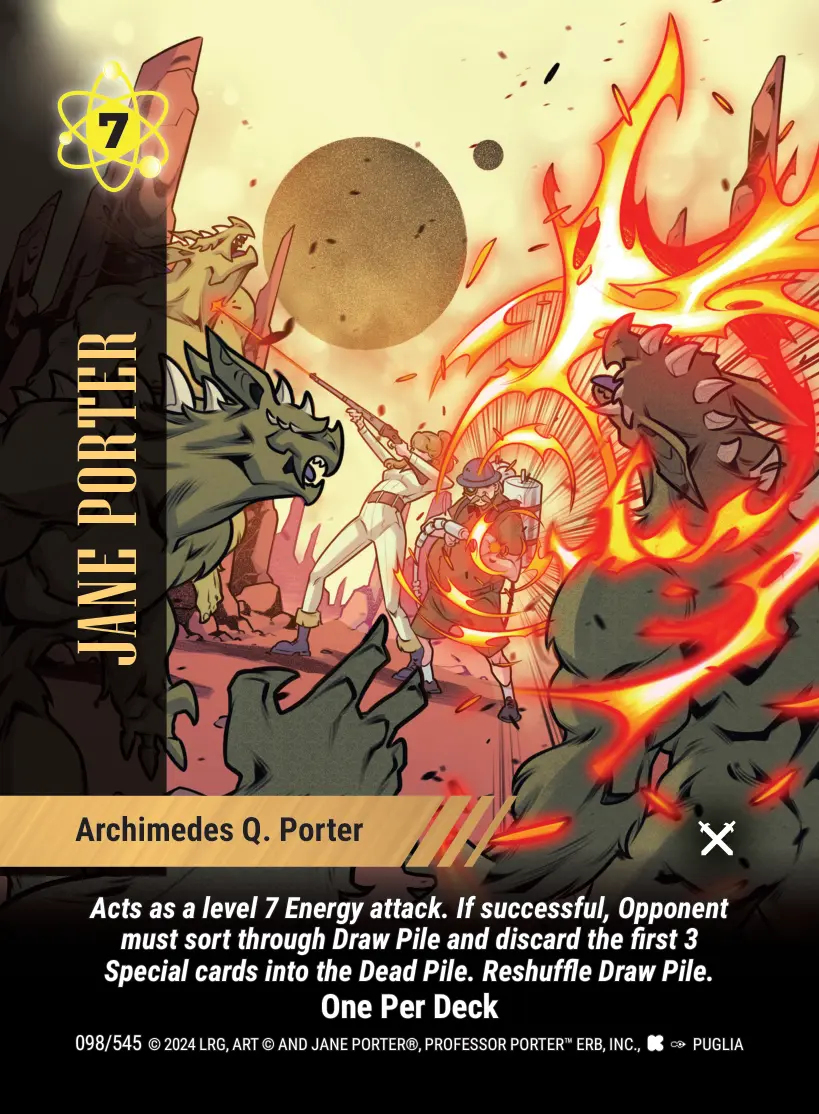 7
JANE PORTER
Archimedes Q. Porter
Acts as a level 7 Energy attack. If successful, Opponent
must sort through Draw Pile and discard the first 3
Special cards into the Dead Pile. Reshuffle Draw Pile.
One Per Deck
098/545 © 2024 LRG, ART © AND JANE PORTER®, PROFESSOR PORTER™ ERB, INC., PUGLIA